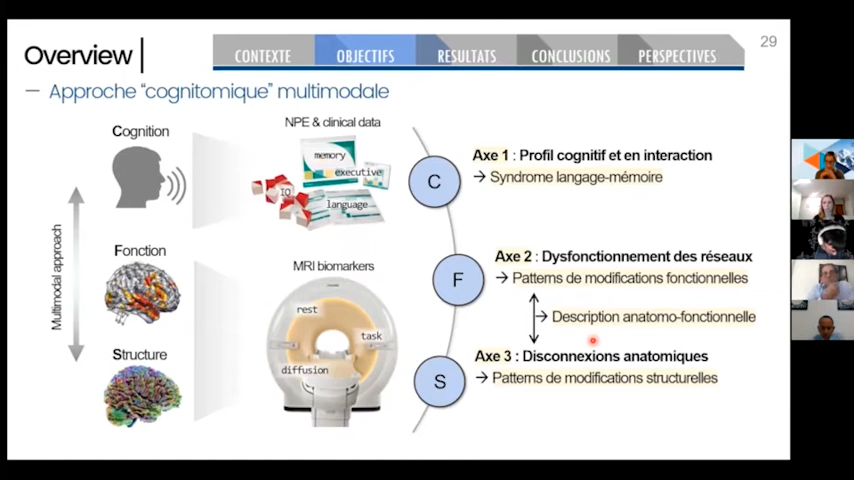 Overview
CONTEXTE
OBJECTIFS
RESULTATS
CONCLUSIONS
PERSPECTIVES
29
— Approche “cognitomique” multimodale
Cognition
NPE & clinical data
memory
executive
IQ
language
C
Axe 1 : Profil cognitif et en interaction
→ Syndrome langage-mémoire
Multimodal approach
Fonction
MRI biomarkers
rest
task
diffusion
F
Axe 2 : Dysfonctionnement des réseaux
→ Patterns de modifications fonctionnelles
→ Description anatomo-fonctionnelle
Structure
S
Axe 3 : Disconnexions anatomiques
→ Patterns de modifications structurelles